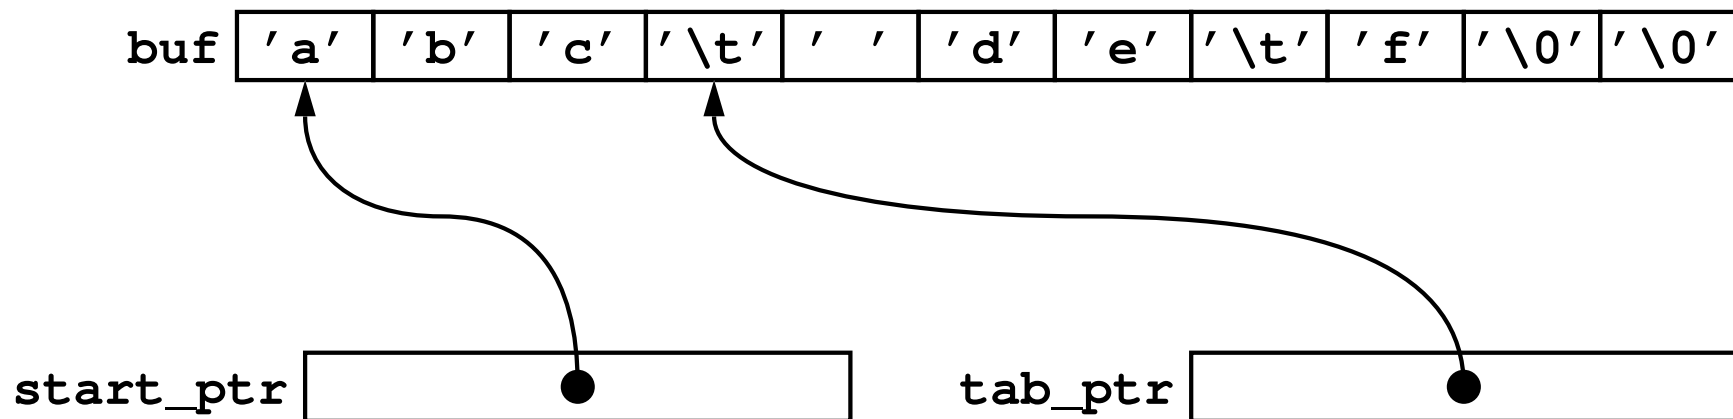 buf 'a' 'b' 'c' '\t' ' ' 'd' 'e' '\t' 'f' '\0' '\0'
start_ptr tab_ptr